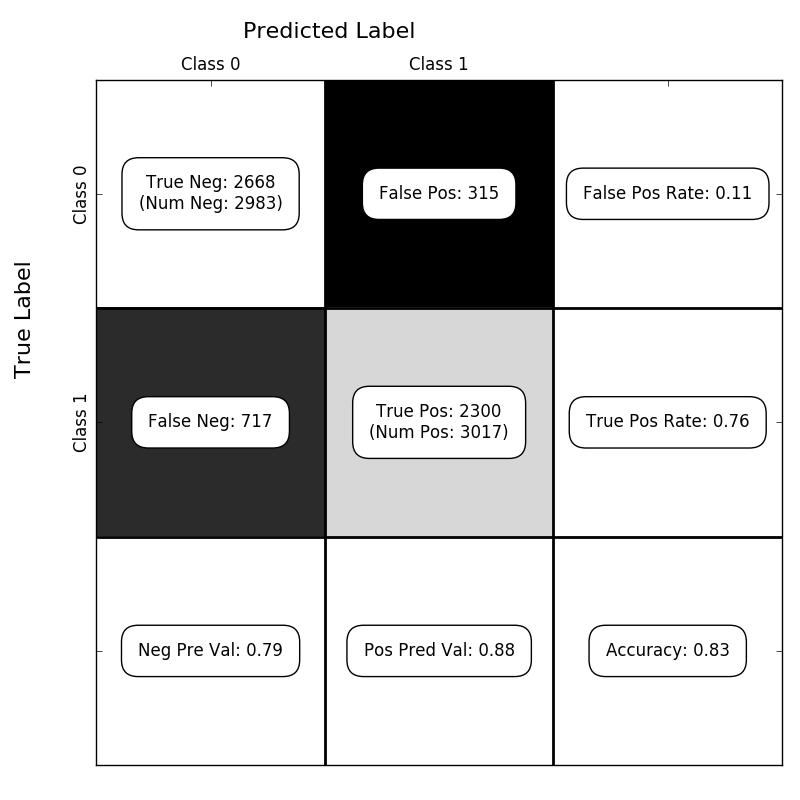 Predicted Label
Class 0 Class 1
True Label
Class 0
True Neg: 2668
(Num Neg: 2983)
False Pos: 315
False Pos Rate: 0.11
Class 1
False Neg: 717
True Pos: 2300
(Num Pos: 3017)
True Pos Rate: 0.76
Neg Pre Val: 0.79
Pos Pred Val: 0.88
Accuracy: 0.83